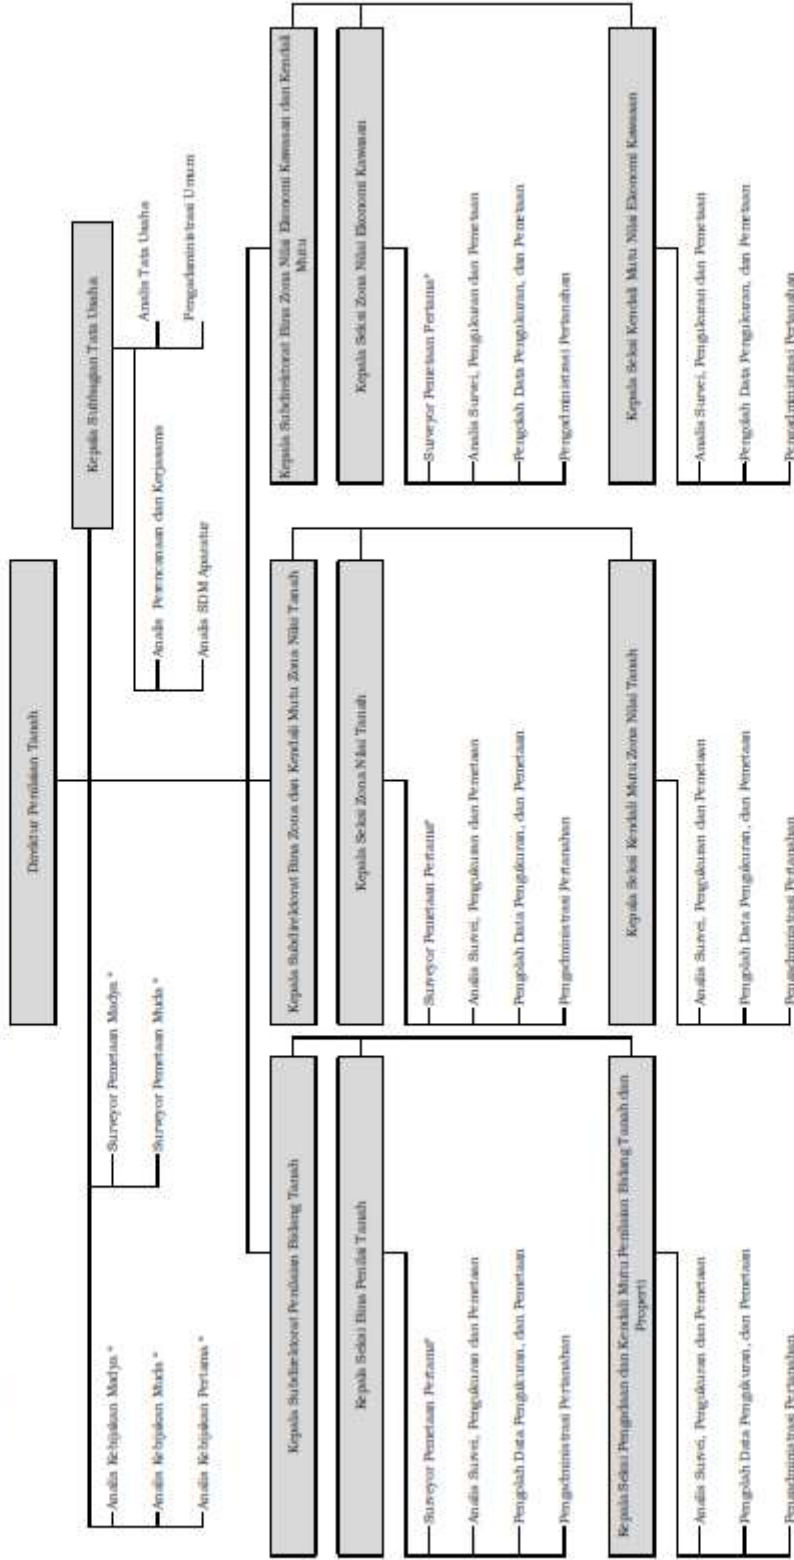 Direktur Penilaian Tanah
Kepala Subbagian Tata Usaha
Analis Kebijakan Madya *
Analis Kebijakan Muda *
Analis Kebijakan Pertama *
Surveyor Pemetaan Madya *
Surveyor Pemetaan Muda *
Analis Perencanaan dan Kerjasama
Analis SDM Aparatur
Analis Tata Usaha
Pengadministrasi Umum
Kepala Subdirektorat Penilaian Bidang Tanah
Kepala Seksi Bina Penilai Tanah
Surveyor Pemetaan Pertama*
Analis Survei, Pengukuran dan Pemetaan
Pengolah Data Pengukuran, dan Pemetaan
Pengadministrasi Pertanahan
Kepala Seksi Pengelolaan dan Kendali Mutu Penilaian Bidang Tanah dan
Properti
Analis Survei, Pengukuran dan Pemetaan
Pengolah Data Pengukuran, dan Pemetaan
Pengadministrasi Pertanahan
Kepala Subdirektorat Bina Zona dan Kendali Mutu Zona Nilai Tanah
Kepala Seksi Zona Nilai Tanah
Surveyor Pemetaan Pertama*
Analis Survei, Pengukuran dan Pemetaan
Pengolah Data Pengukuran, dan Pemetaan
Pengadministrasi Pertanahan
Kepala Seksi Kendali Mutu Zona Nilai Tanah
Analis Survei, Pengukuran dan Pemetaan
Pengolah Data Pengukuran, dan Pemetaan
Pengadministrasi Pertanahan
Kepala Subdirektorat Bina Zona Nilai Ekonomi Kawasan dan Kendali
Mutu
Kepala Seksi Zona Nilai Ekonomi Kawasan
Surveyor Pemetaan Pertama*
Analis Survei, Pengukuran dan Pemetaan
Pengolah Data Pengukuran, dan Pemetaan
Pengadministrasi Pertanahan
Kepala Seksi Kendali Mutu Nilai Ekonomi Kawasan
Analis Survei, Pengukuran dan Pemetaan
Pengolah Data Pengukuran, dan Pemetaan
Pengadministrasi Pertanahan